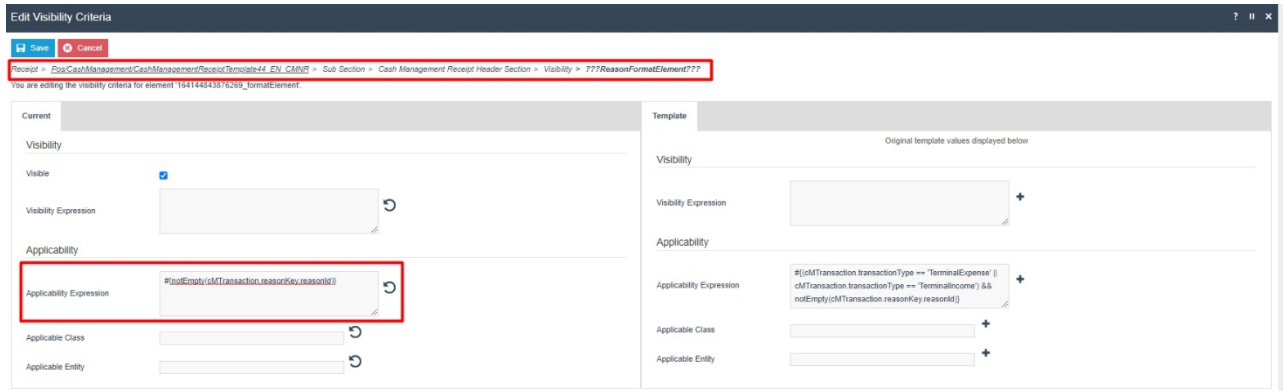 Edit Visibility Criteria
? II ×
Save Cancel
Receipt > Pos/CashManagement/CashManagementReceiptTemplate44_EN_CMNR > Sub Section > Cash Management Receipt Header Section > Visibility > ???ReasonFormatElement???
You are editing the visibility criteria for element '164144843876269_formatElement'.
Current
Visibility
Visible
Visibility Expression
Applicability
Applicability Expression
#{notEmpty(cMTransaction.reasonKey.reasonId)}
Applicable Class
Applicable Entity
Template
Original template values displayed below
Visibility
Visibility Expression
Applicability
Applicability Expression
#{(cMTransaction.transactionType == 'TerminalExpense' ||
cMTransaction.transactionType == 'TerminalIncome') &&
notEmpty(cMTransaction.reasonKey.reasonId)}
Applicable Class
Applicable Entity